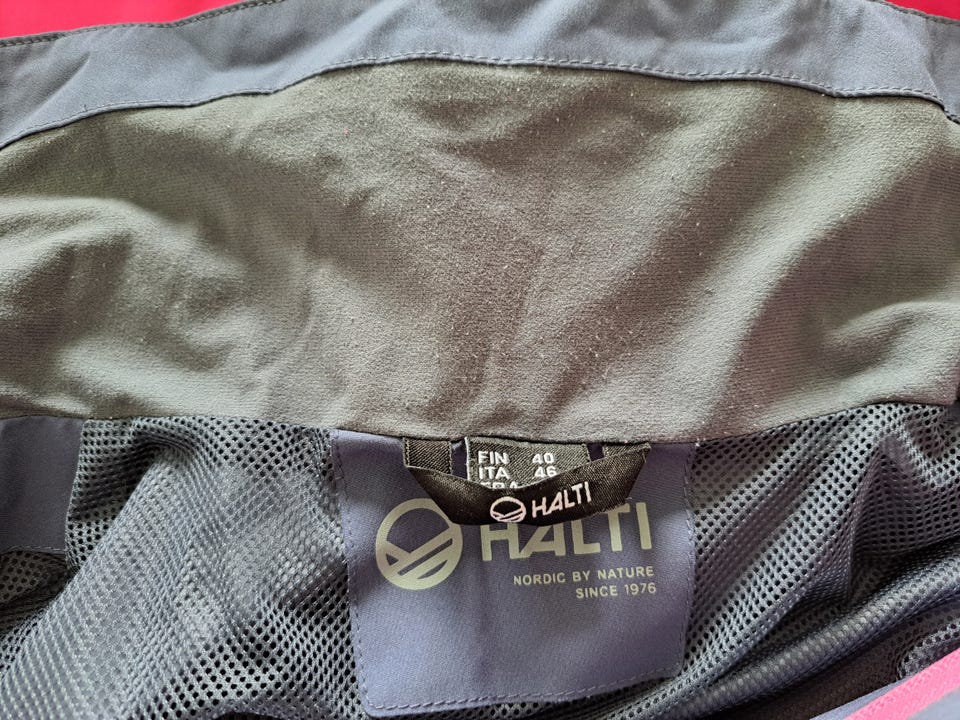 FIN 40
ITA 46
HALTI
HALTI
NORDIC BY NATURE
SINCE 1976